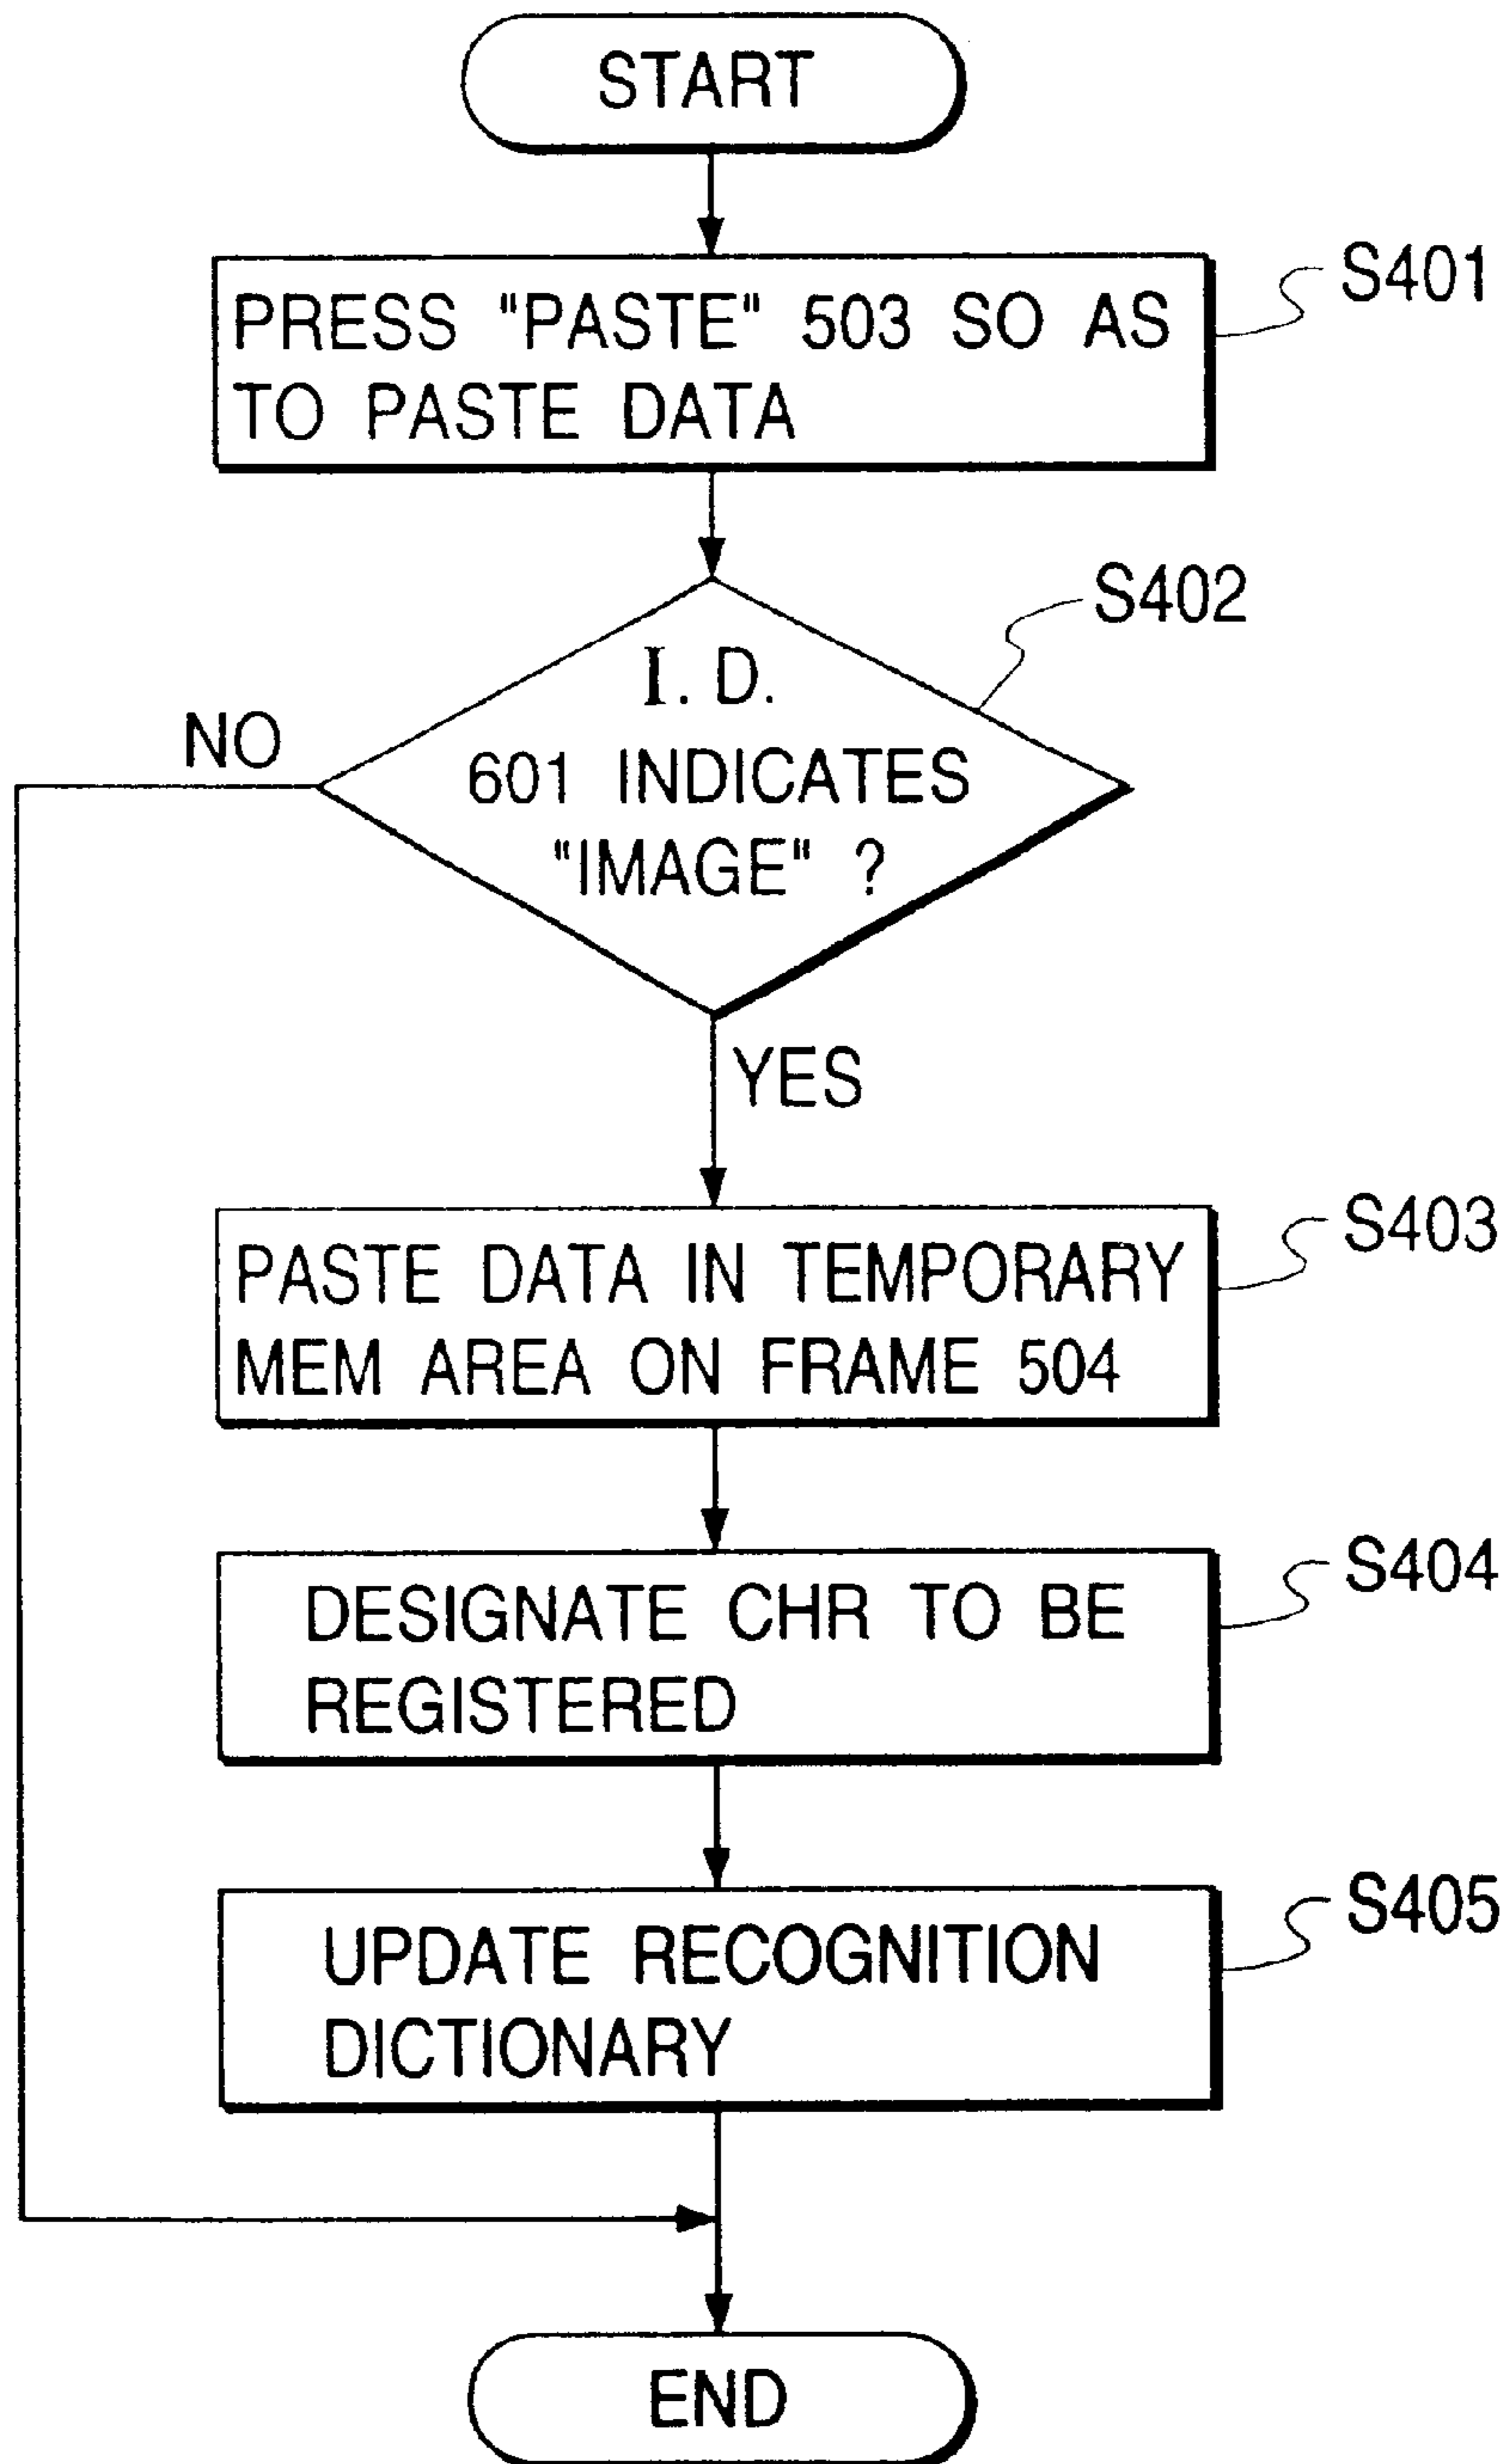 START
PRESS "PASTE" 503 SO AS
TO PASTE DATA
S401
I. D.
601 INDICATES
"IMAGE" ?
S402
NO
YES
PASTE DATA IN TEMPORARY
MEM AREA ON FRAME 504
S403
DESIGNATE CHR TO BE
REGISTERED
S404
UPDATE RECOGNITION
DICTIONARY
S405
END